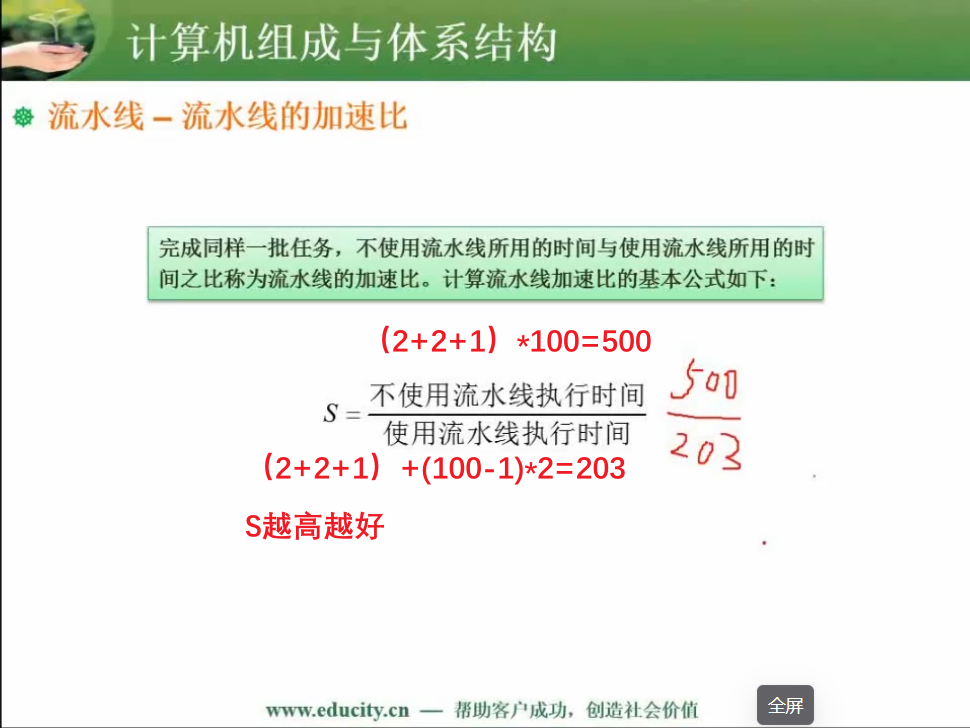 计算机组成与体系结构
流水线 – 流水线的加速比
完成同样一批任务，不使用流水线所用的时间与使用流水线所用的时
间之比称为流水线的加速比。计算流水线加速比的基本公式如下：
（2+2+1）*100=500
不使用流水线执行时间
S =
使用流水线执行时间
500
203
（2+2+1）+(100-1)*2=203
S越高越好
www.educity.cn — 帮助客户成功，创造社会价值
全屏